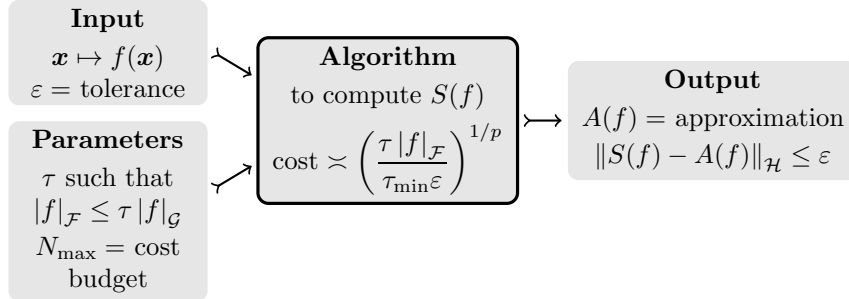 Input
𝒙 ↦ f(𝒙)
ε = tolerance
Parameters
τ such that
|f|_ℱ ≤ τ |f|_𝒢
N_max = cost
budget
Algorithm
to compute S(f)
cost ≍ (τ |f|_ℱ / τ_min ε)^{1/p}
Output
A(f) = approximation
‖S(f) − A(f)‖_ℋ ≤ ε